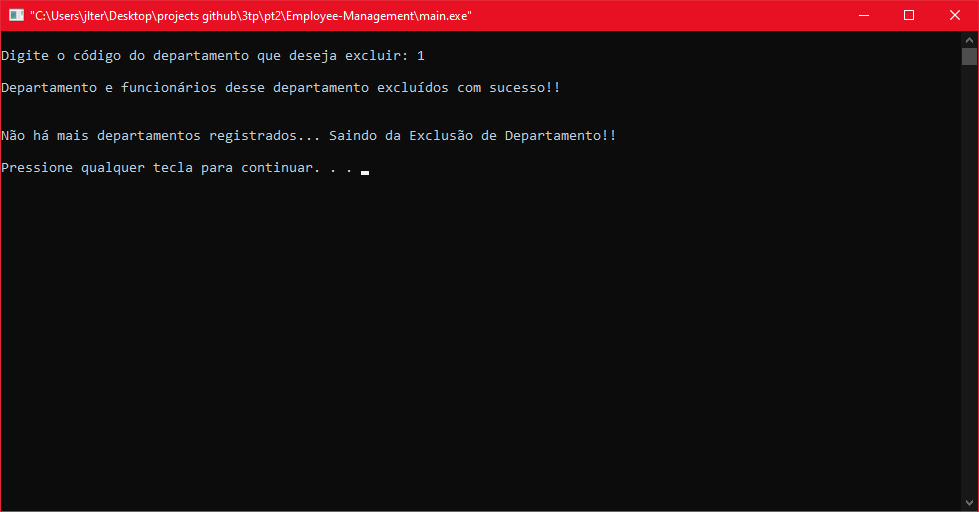 "C:\Users\jlter\Desktop\projects github\3tp\pt2\Employee-Management\main.exe"
Digite o código do departamento que deseja excluir: 1
Departamento e funcionários desse departamento excluídos com sucesso!!
Não há mais departamentos registrados... Saindo da Exclusão de Departamento!!
Pressione qualquer tecla para continuar. . .